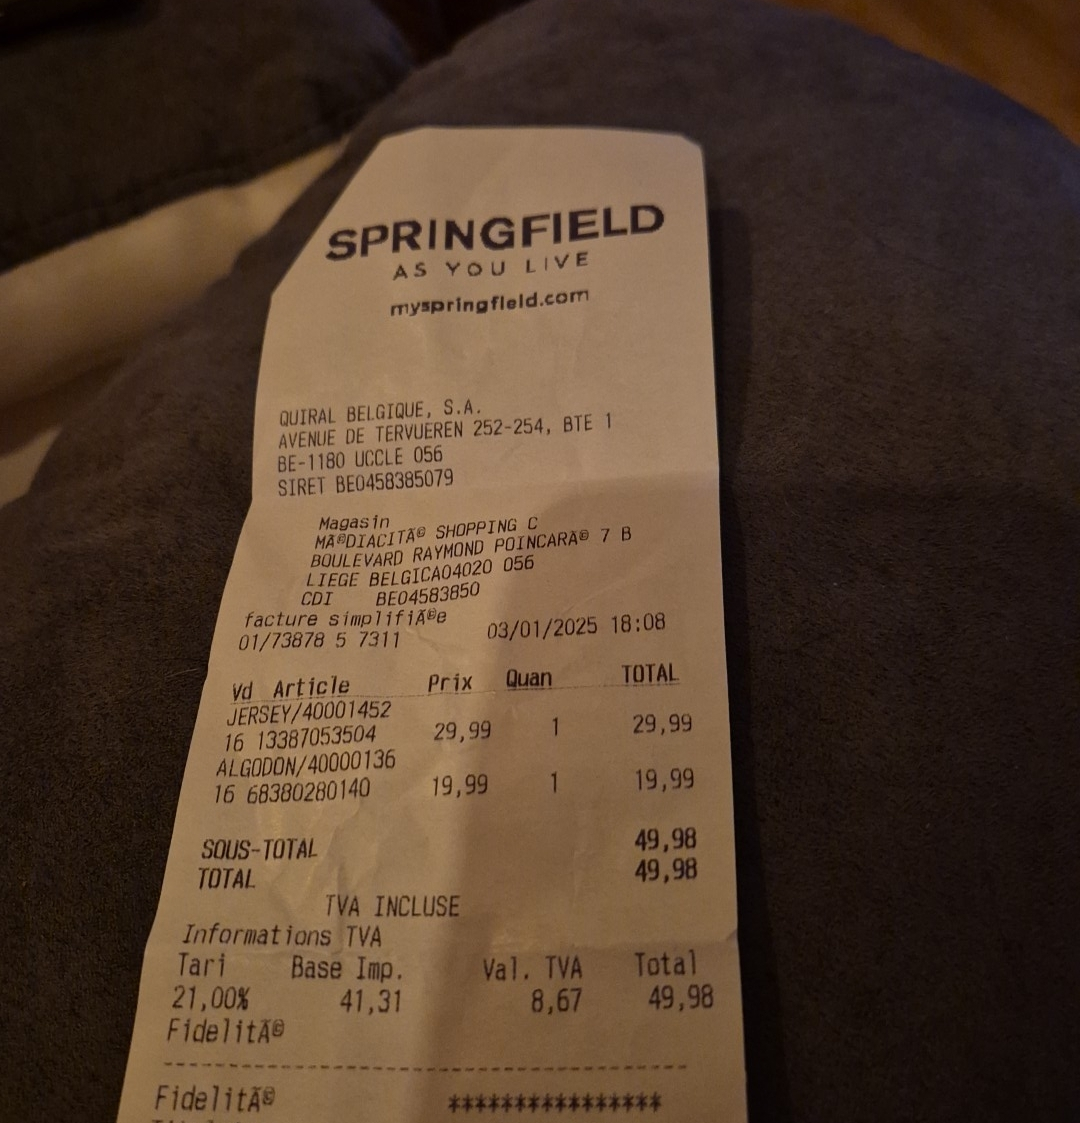 SPRINGFIELD
AS YOU LIVE
myspringfield.com
QUIRAL BELGIQUE, S.A.
AVENUE DE TERVUEREN 252-254, BTE 1
BE-1180 UCCLE 056
SIRET BE0458385079
Magasin
MÃ©DIACITÃ© SHOPPING C
BOULEVARD RAYMOND POINCARÃ© 7 B
LIEGE BELGICA04020 056
CDI BE04583850
facture simplifiÃ©e
01/73878 5 7311 03/01/2025 18:08
Vd Article Prix Quan TOTAL
JERSEY/40001452
16 13387053504 29,99 1 29,99
ALGODON/40000136
16 68380280140 19,99 1 19,99
SOUS-TOTAL 49,98
TOTAL 49,98
TVA INCLUSE
Informations TVA
Tari Base Imp. Val. TVA Total
21,00% 41,31 8,67 49,98
FidelitÃ©
--------------------------------------
FidelitÃ© ****************